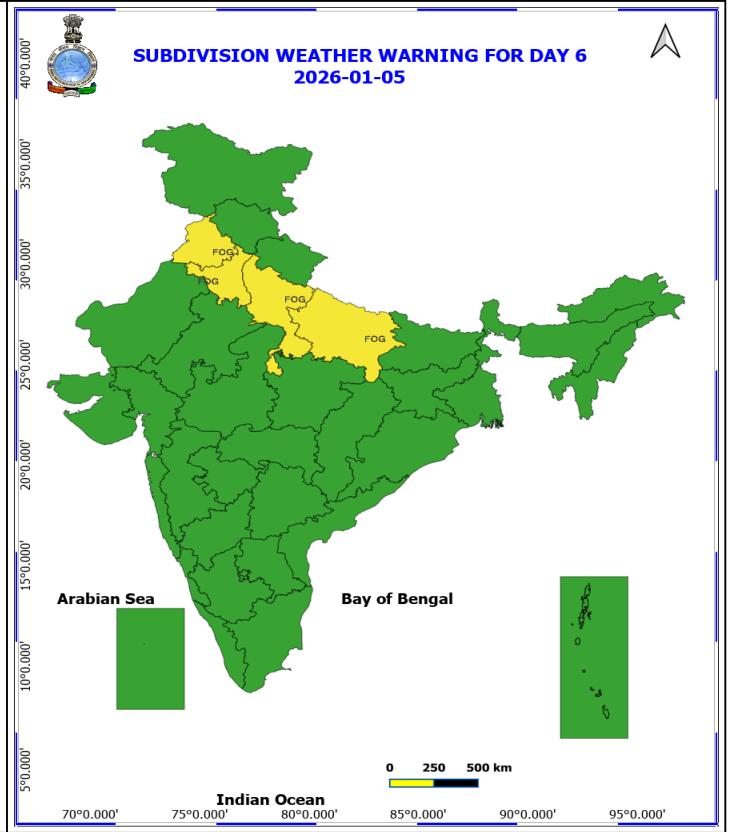 SUBDIVISION WEATHER WARNING FOR DAY 6
2026-01-05
40°0.000'
35°0.000'
30°0.000'
25°0.000'
20°0.000'
15°0.000'
10°0.000'
5°0.000'
FOG
FOG
FOG
FOG
Arabian Sea
Bay of Bengal
0 250 500 km
Indian Ocean
70°0.000' 75°0.000' 80°0.000' 85°0.000' 90°0.000' 95°0.000'